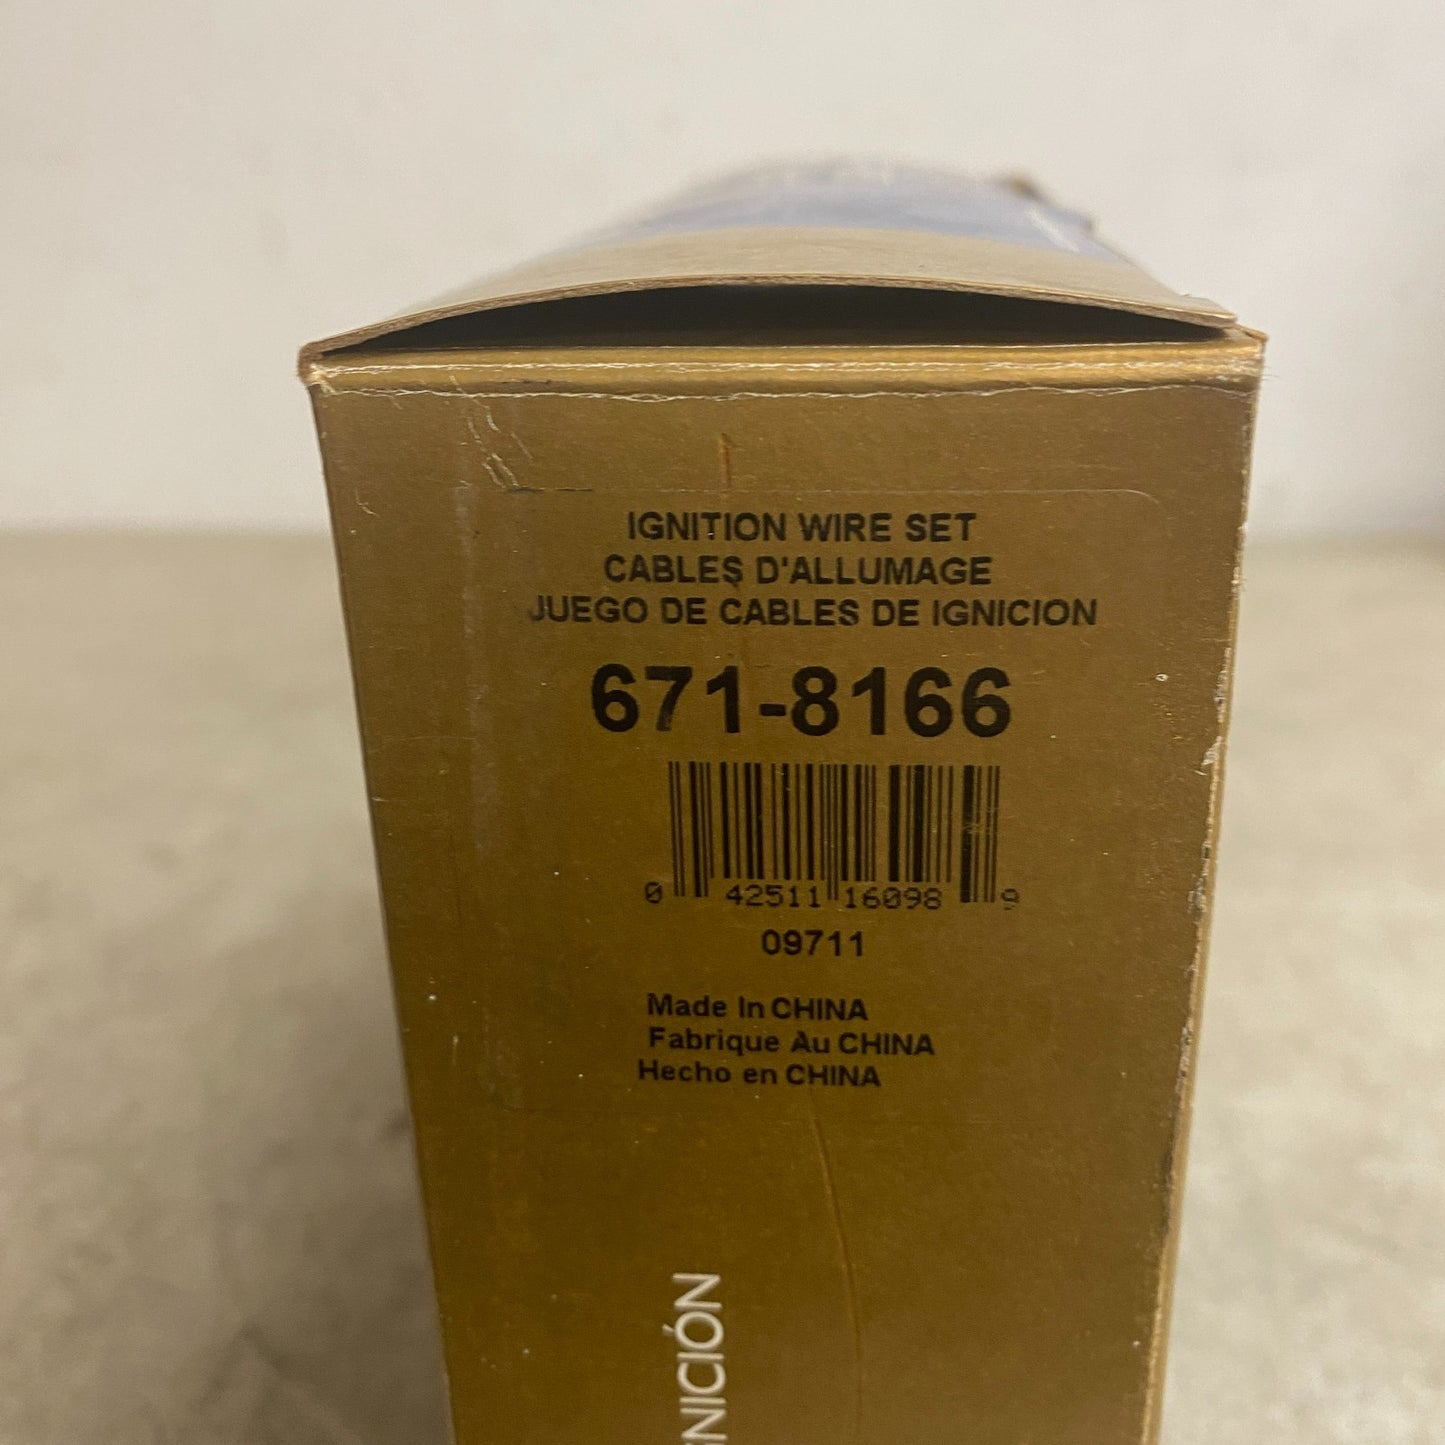 IGNITION WIRE SET
CABLES D'ALLUMAGE
JUEGO DE CABLES DE IGNICION
671-8166
0 42511 16098 9
09711
Made In CHINA
Fabrique Au CHINA
Hecho en CHINA